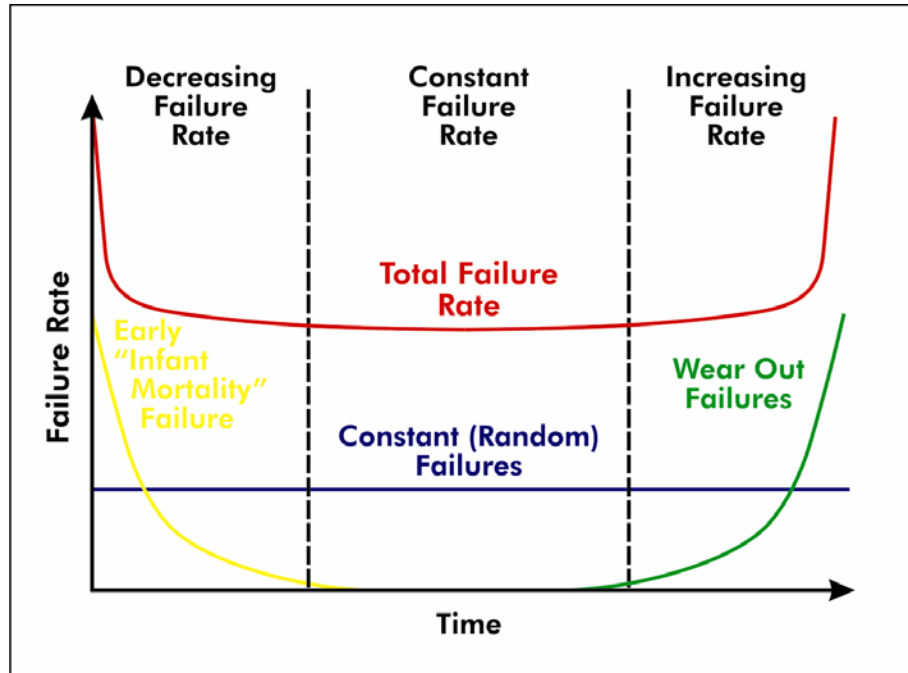 Decreasing
Failure
Rate
Constant
Failure
Rate
Increasing
Failure
Rate
Total Failure
Rate
Early
“Infant
Mortality”
Failure
Wear Out
Failures
Constant (Random)
Failures
Failure Rate
Time